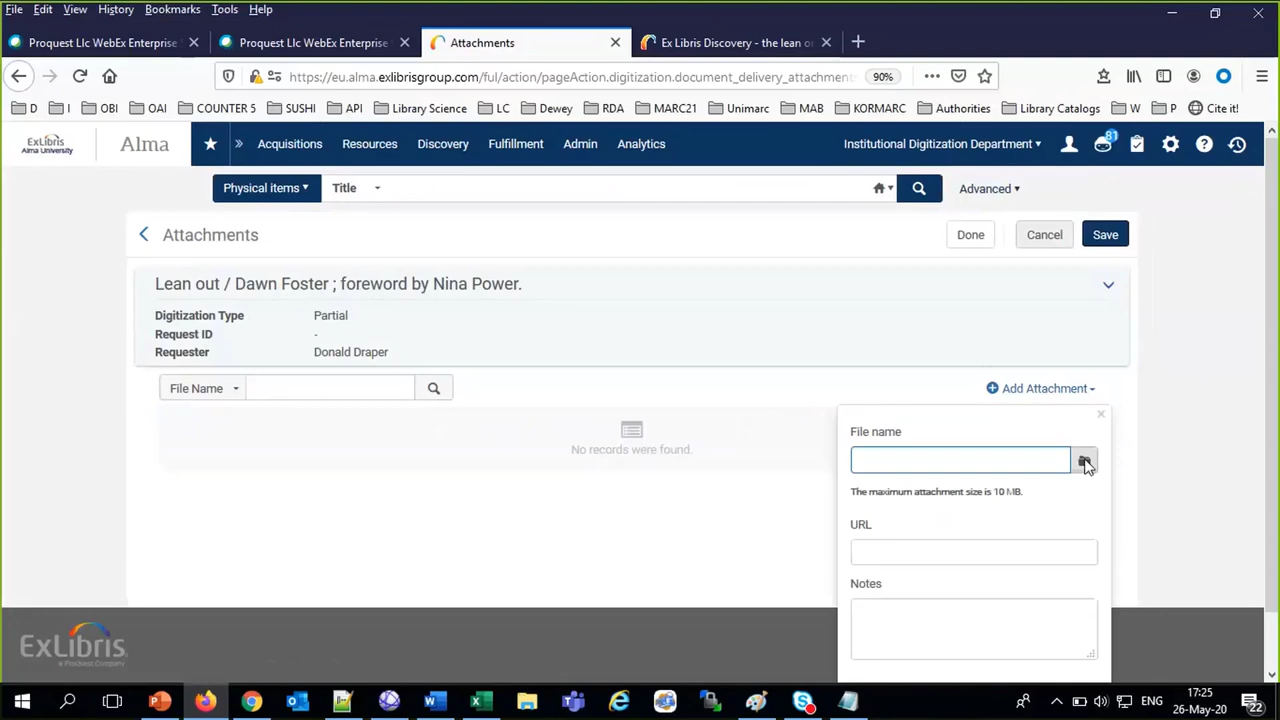 File Edit View History Bookmarks Tools Help
Proquest Llc WebEx Enterprise Proquest Llc WebEx Enterprise Attachments Ex Libris Discovery - the lean o
https://eu.alma.exlibrisgroup.com/ful/action/pageAction.digitization.document_delivery_attachment 90%
D I OBI OAI COUNTER 5 SUSHI API Library Science LC Dewey RDA MARC21 Unimarc MAB KORMARC Authorities Library Catalogs W P Cite it!
ExLibris
Alma University
Alma Acquisitions Resources Discovery Fulfillment Admin Analytics Institutional Digitization Department 81
Physical items Title Advanced
Attachments Done Cancel Save
Lean out / Dawn Foster ; foreword by Nina Power.
Digitization Type Partial
Request ID -
Requester Donald Draper
File Name Add Attachment
No records were found.
File name
The maximum attachment size is 10 MB.
URL
Notes
ExLibris
a ProQuest Company
ENG 17:25
26-May-20 22